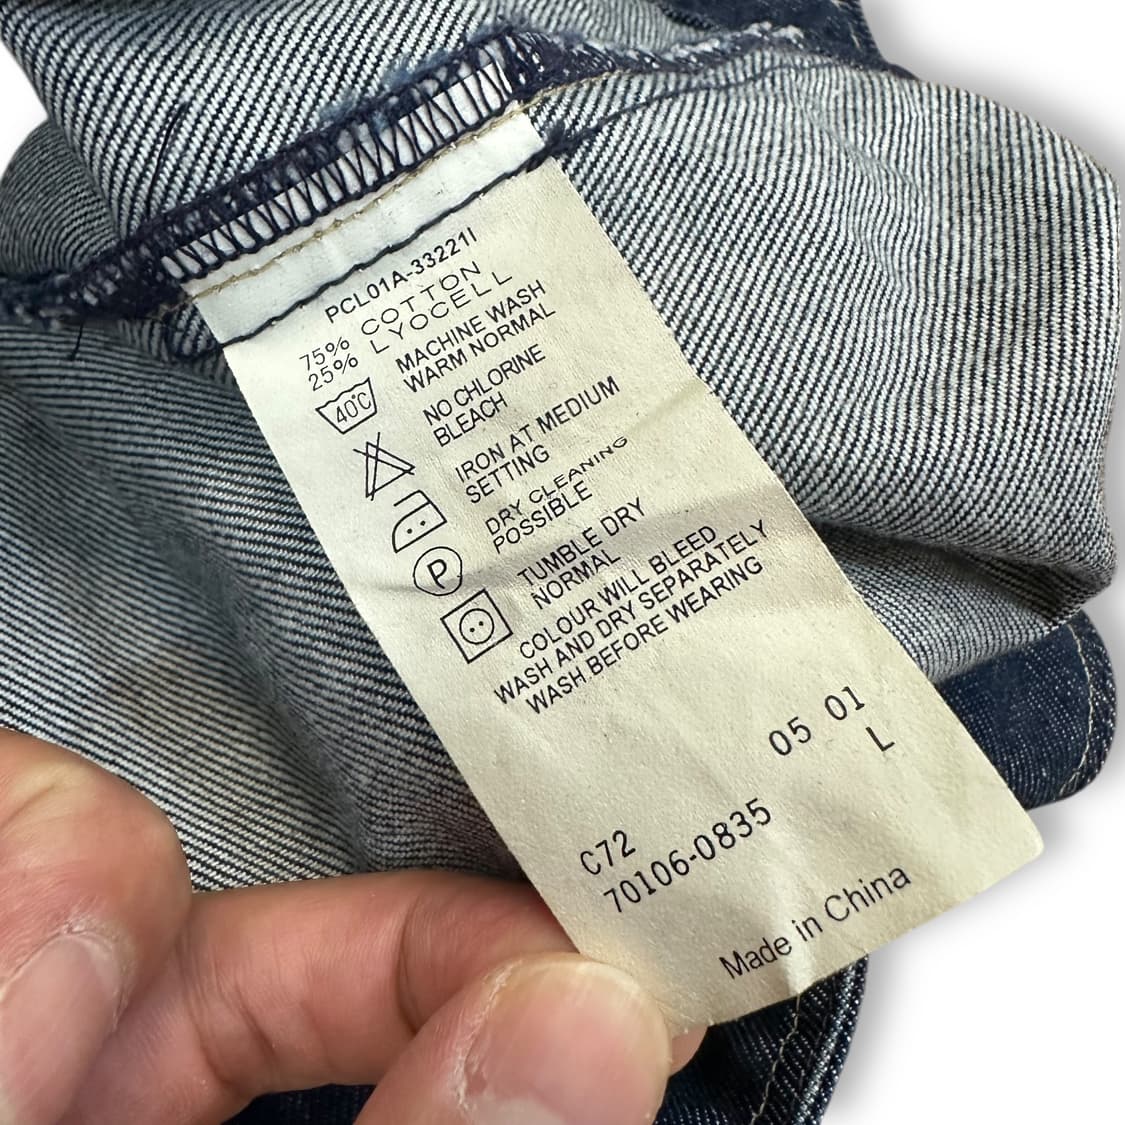 PCL01A-33221I
75% COTTON
25% LYOCELL
40°C
MACHINE WASH
WARM NORMAL
NO CHLORINE
BLEACH
IRON AT MEDIUM
SETTING
P
DRY CLEANING
POSSIBLE
TUMBLE DRY
NORMAL
COLOUR WILL BLEED
WASH AND DRY SEPARATELY
WASH BEFORE WEARING
05 01
L
C72
70106-0835
Made in China